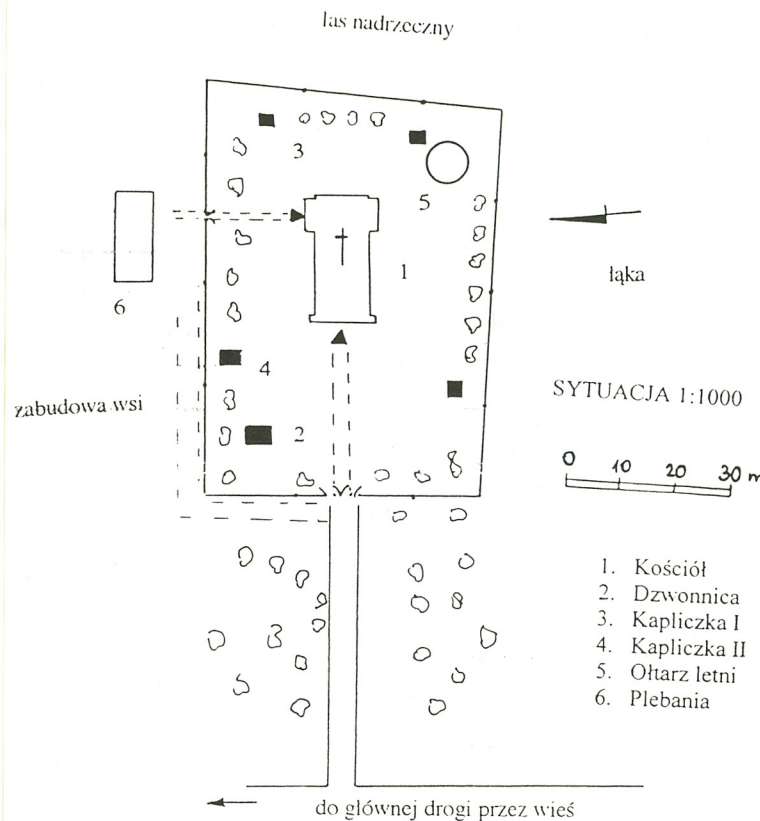 las nadrzeczny
3
5
1
6
łąka
4
zabudowa wsi
SYTUACJA 1:1000
2
0 10 20 30 m
1. Kościół
2. Dzwonnica
3. Kapliczka I
4. Kapliczka II
5. Ołtarz letni
6. Plebania
do głównej drogi przez wieś